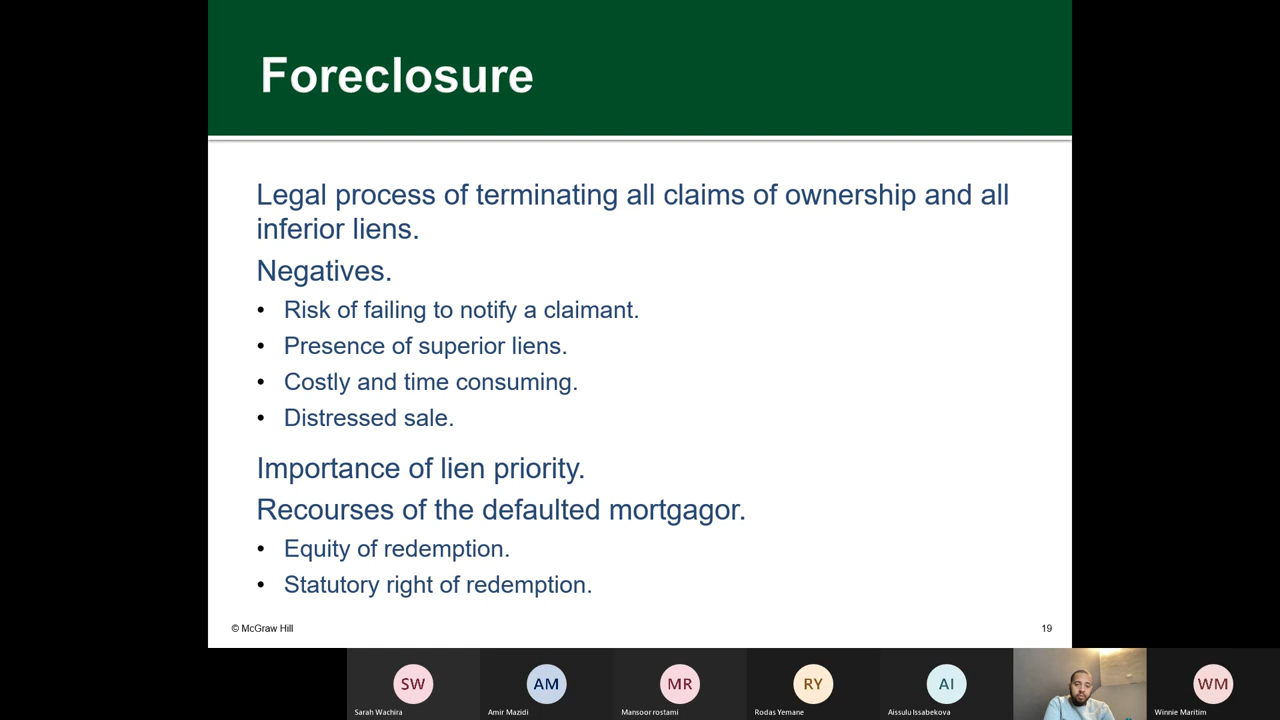 Foreclosure
Legal process of terminating all claims of ownership and all
inferior liens.
Negatives.
• Risk of failing to notify a claimant.
• Presence of superior liens.
• Costly and time consuming.
• Distressed sale.
Importance of lien priority.
Recourses of the defaulted mortgagor.
• Equity of redemption.
• Statutory right of redemption.
© McGraw Hill
19
SW
AM
MR
RY
AI
WM
Sarah Wachira
Amir Mazidi
Mansoor rostami
Rodas Yemane
Aissulu Issabekova
Winnie Maritim